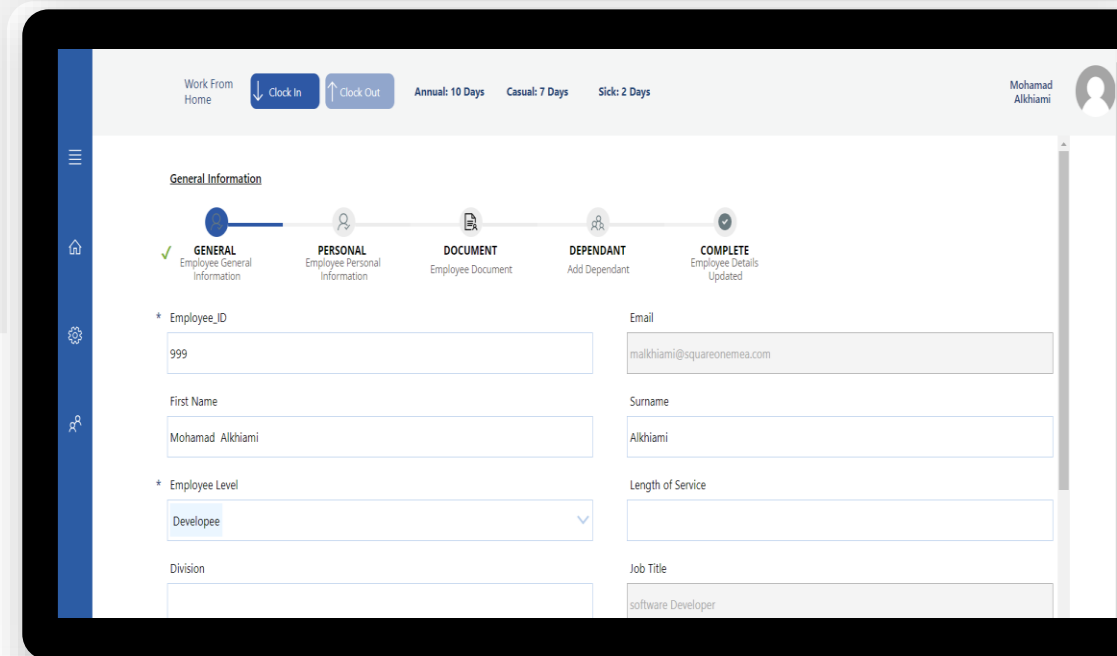 Work From
Home
Clock In
Clock Out
Annual: 10 Days
Casual: 7 Days
Sick: 2 Days
Mohamad
Alkhiami
General Information
GENERAL
Employee General
Information
PERSONAL
Employee Personal
Information
DOCUMENT
Employee Document
DEPENDANT
Add Dependant
COMPLETE
Employee Details
Updated
* Employee_ID
Email
999
malkhiami@squareonemea.com
First Name
Surname
Mohamad Alkhiami
Alkhiami
* Employee Level
Length of Service
Developee
Division
Job Title
software Developer